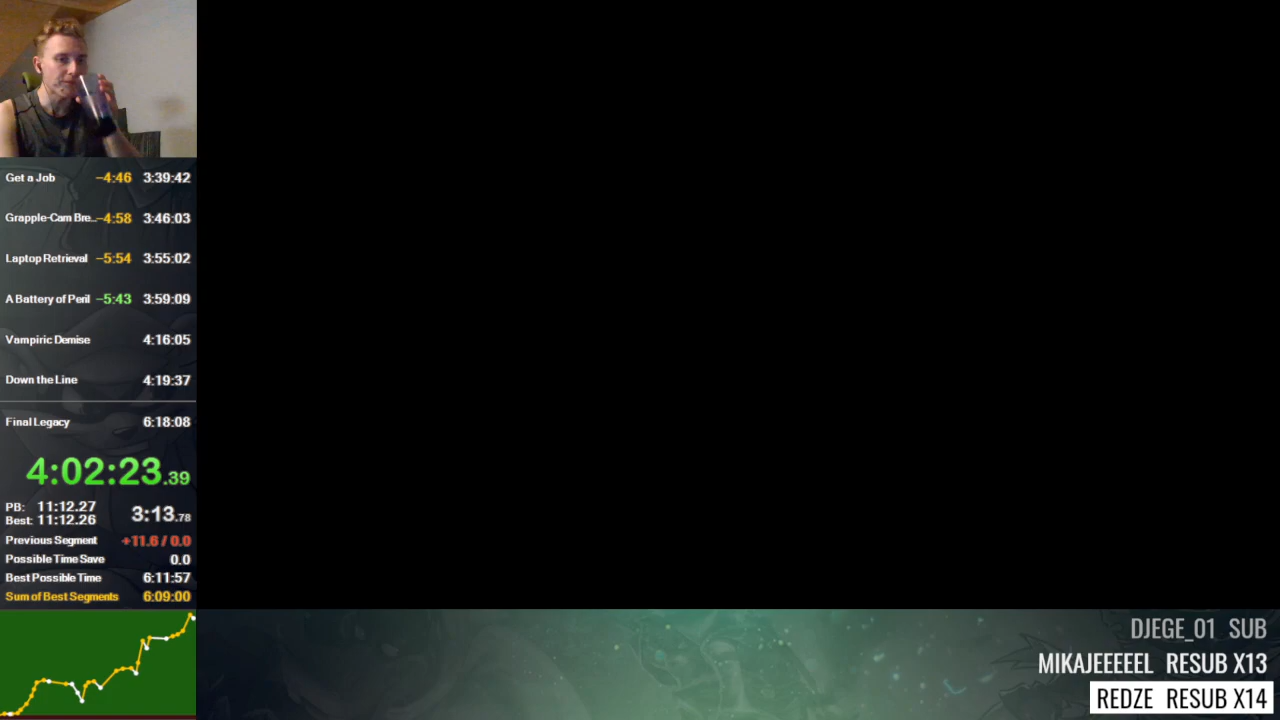 Get a Job −4:46 3:39:42
Grapple-Cam Bre... −4:58 3:46:03
Laptop Retrieval −5:54 3:55:02
A Battery of Peril −5:43 3:59:09
Vampiric Demise 4:16:05
Down the Line 4:19:37
Final Legacy 6:18:08
4:02:23.39
PB: 11:12.27
Best: 11:12.26
3:13.78
Previous Segment +11.6 / 0.0
Possible Time Save 0.0
Best Possible Time 6:11:57
Sum of Best Segments 6:09:00
DJEGE_01 SUB
MIKAJEEEEEL RESUB X13
REDZE RESUB X14